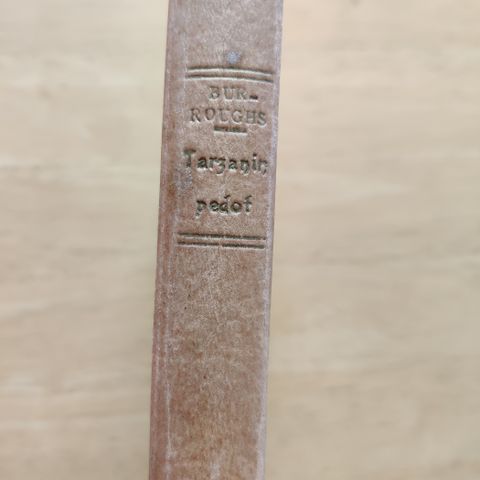 BUR-
ROUGHS
Tarzanin
pedot